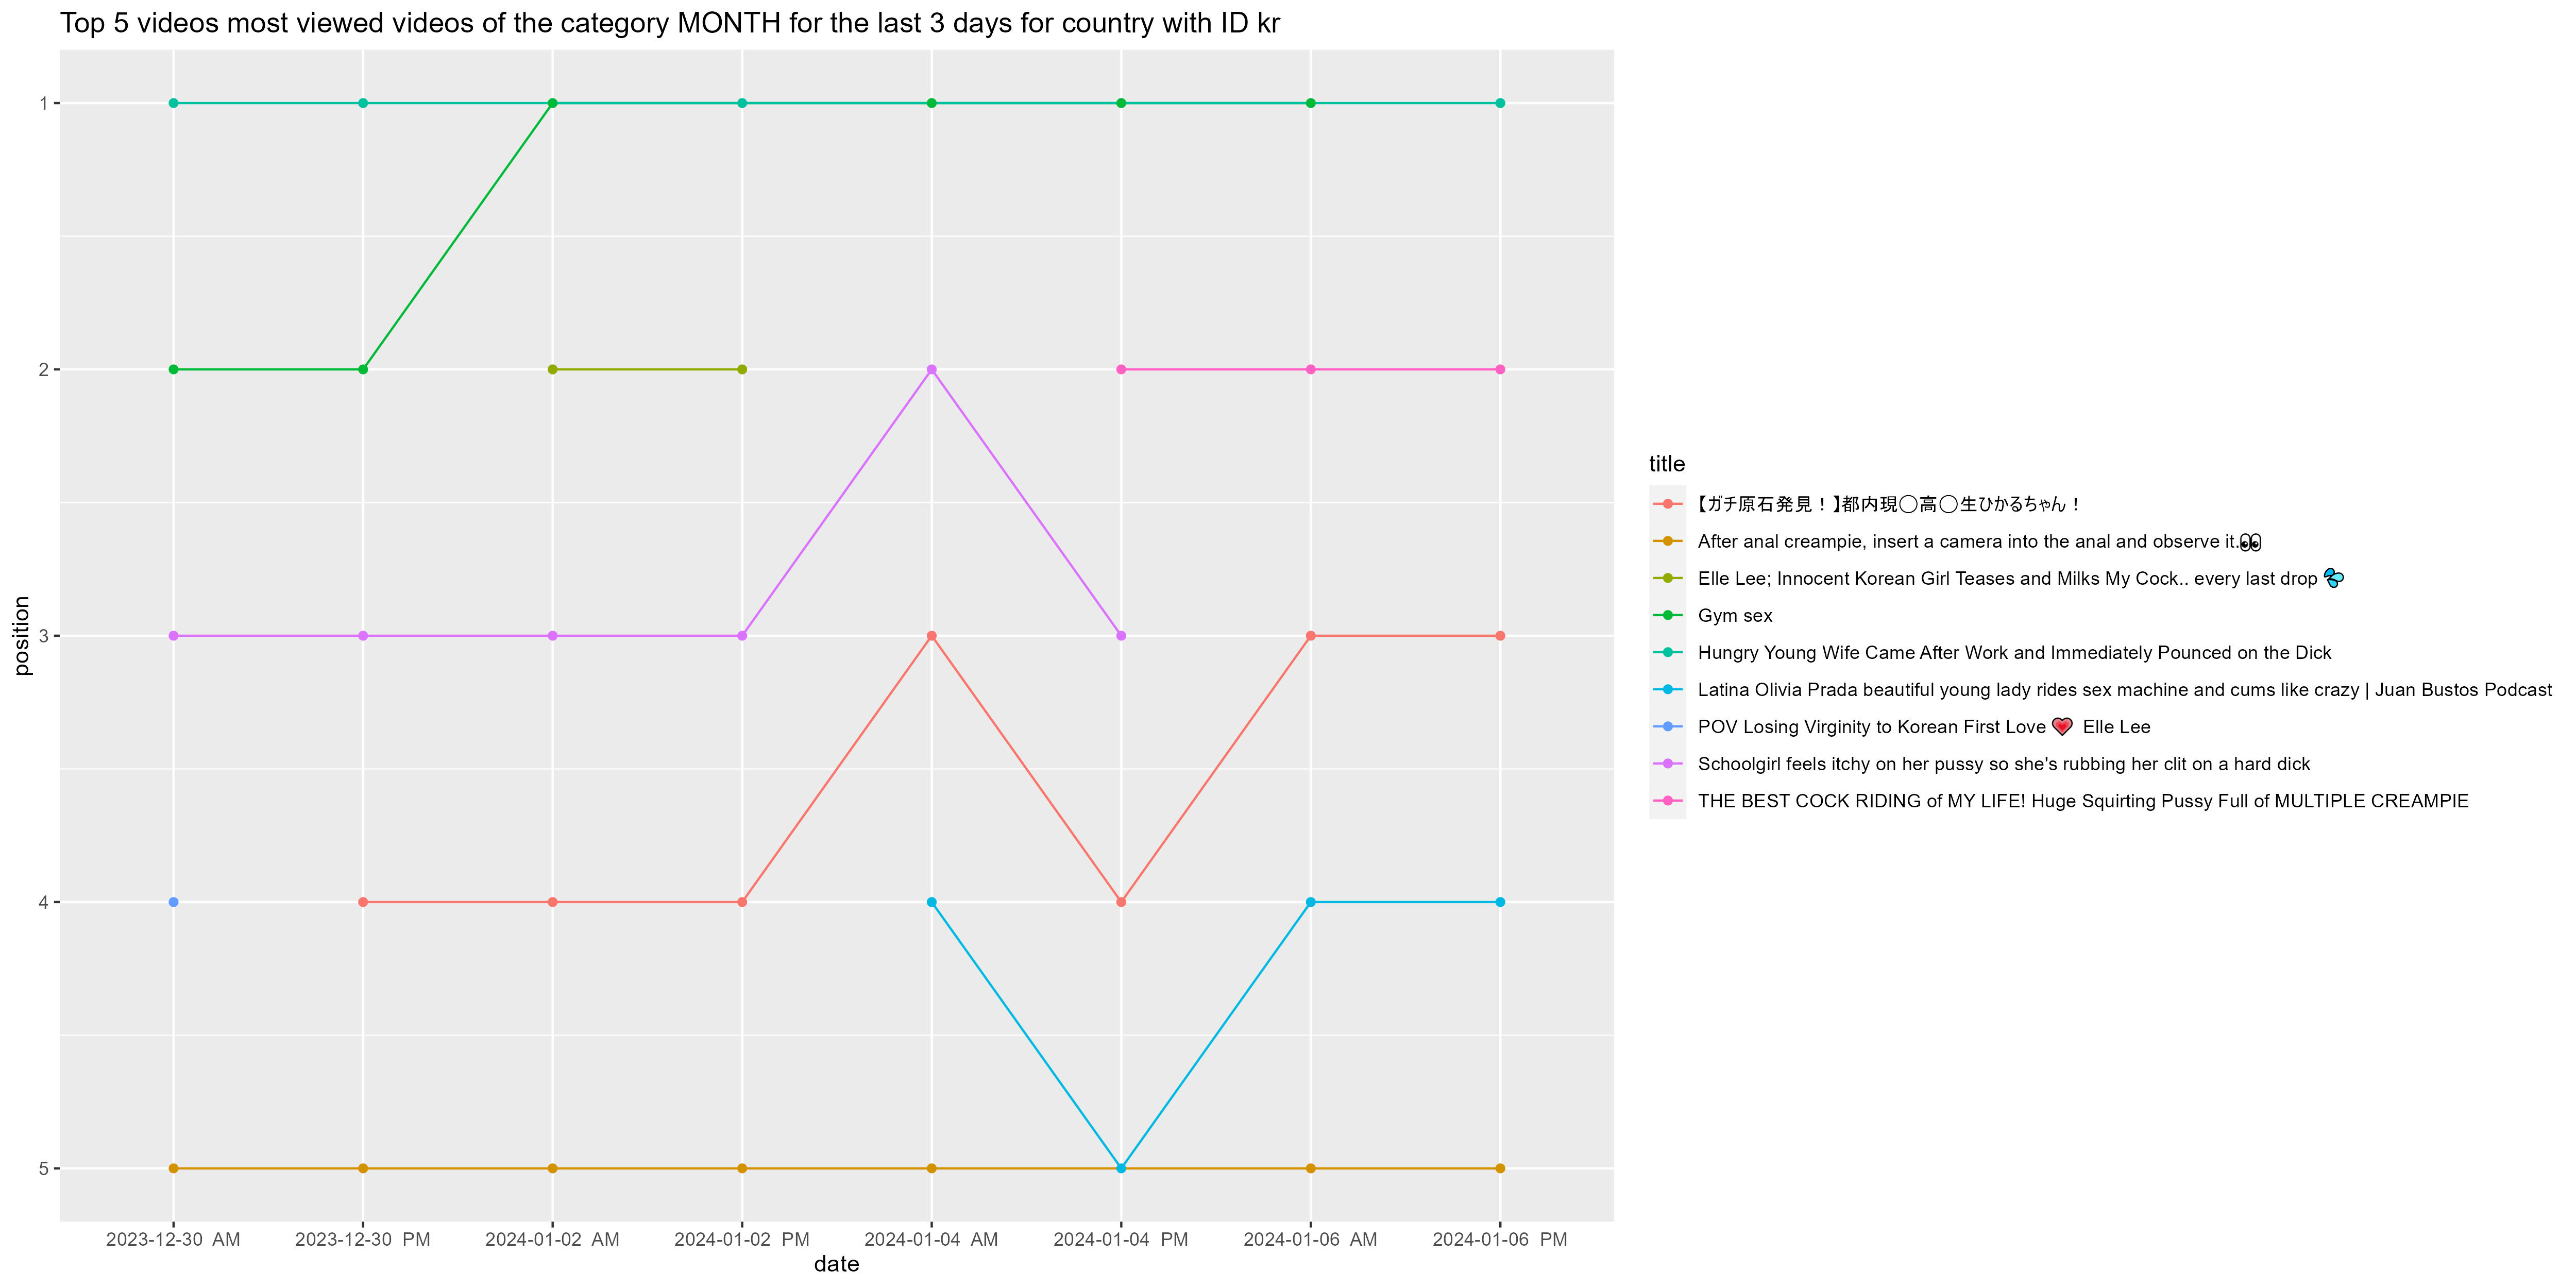 Top 5 videos most viewed videos of the category MONTH for the last 3 days for country with ID kr
position
1
2
3
4
5
2023-12-30 AM
2023-12-30 PM
2024-01-02 AM
2024-01-02 PM
2024-01-04 AM
2024-01-04 PM
2024-01-06 AM
2024-01-06 PM
date
title
【ガチ原石発見！】都内現◯高◯生ひかるちゃん！
After anal creampie, insert a camera into the anal and observe it.👀
Elle Lee; Innocent Korean Girl Teases and Milks My Cock.. every last drop 💦
Gym sex
Hungry Young Wife Came After Work and Immediately Pounced on the Dick
Latina Olivia Prada beautiful young lady rides sex machine and cums like crazy | Juan Bustos Podcast
POV Losing Virginity to Korean First Love 💗 Elle Lee
Schoolgirl feels itchy on her pussy so she's rubbing her clit on a hard dick
THE BEST COCK RIDING of MY LIFE! Huge Squirting Pussy Full of MULTIPLE CREAMPIE